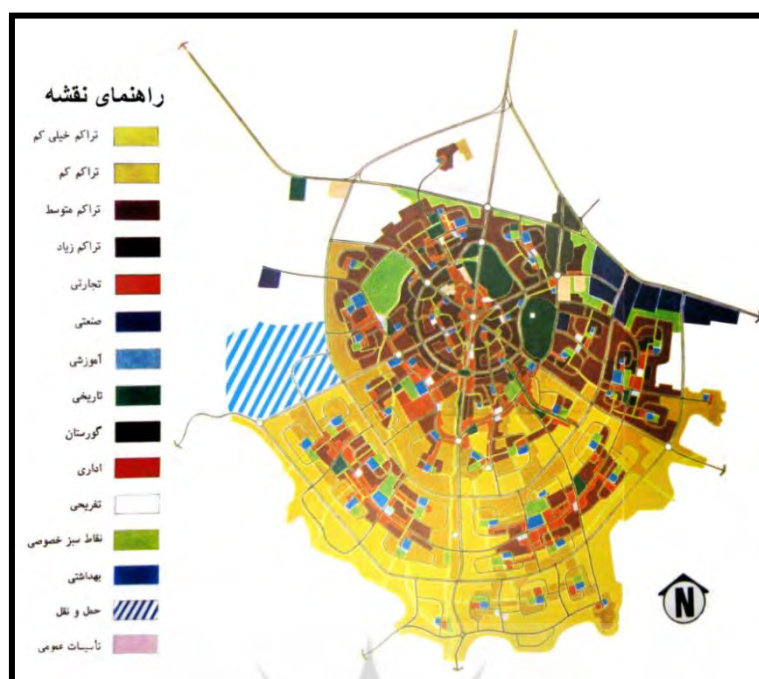 راهنمای نقشه
تراکم خیلی کم
تراکم کم
تراکم متوسط
تراکم زیاد
تجارتی
صنعتی
آموزشی
تاریخی
گورستان
اداری
تفریحی
نقاط سبز خصوصی
بهداشتی
حمل و نقل
تأسیسات عمومی
N